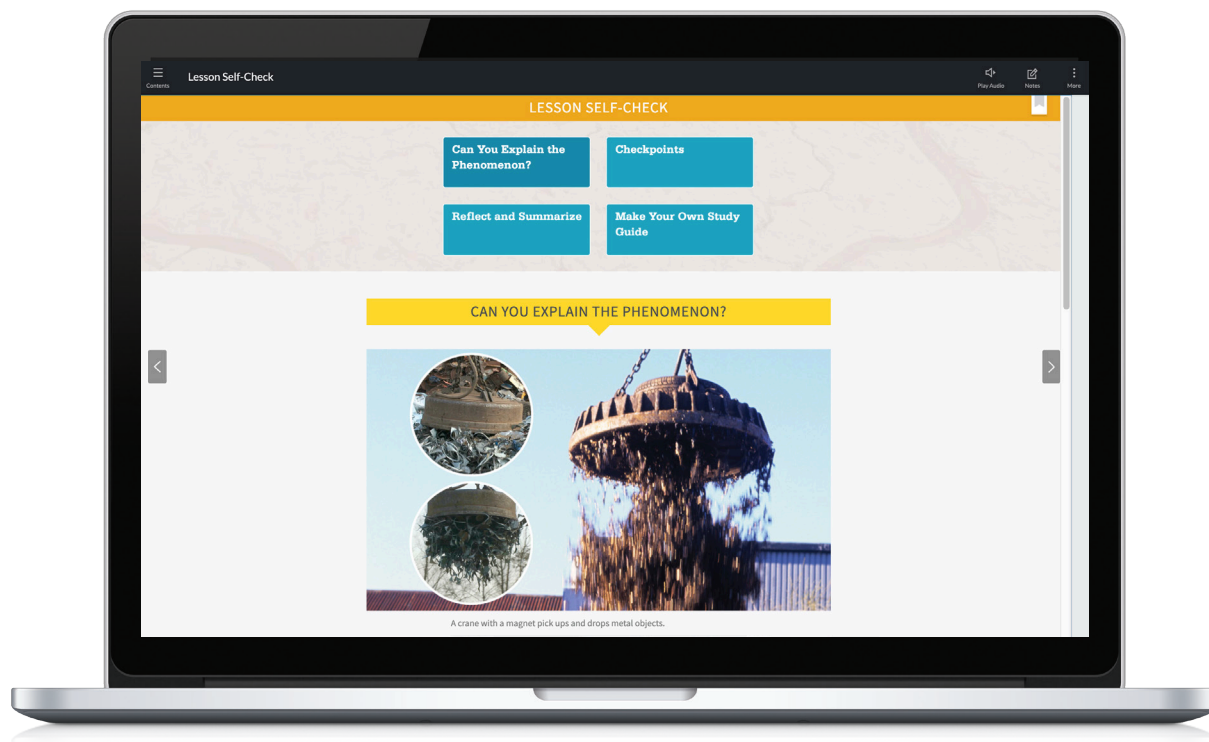 Contents
Lesson Self-Check
Play Audio
Notes
More
LESSON SELF-CHECK
Can You Explain the
Phenomenon?
Checkpoints
Reflect and Summarize
Make Your Own Study
Guide
CAN YOU EXPLAIN THE PHENOMENON?
A crane with a magnet pick ups and drops metal objects.